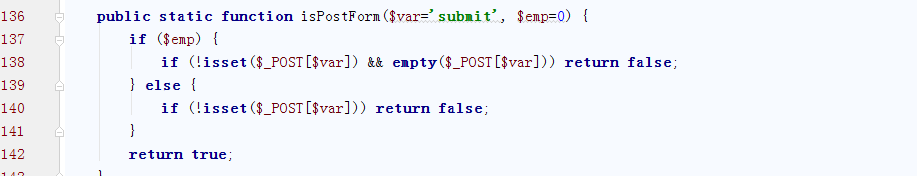 136 public static function isPostForm($var='submit', $emp=0) {
137 if ($emp) {
138 if (!isset($_POST[$var]) && empty($_POST[$var])) return false;
139 } else {
140 if (!isset($_POST[$var])) return false;
141 }
142 return true;